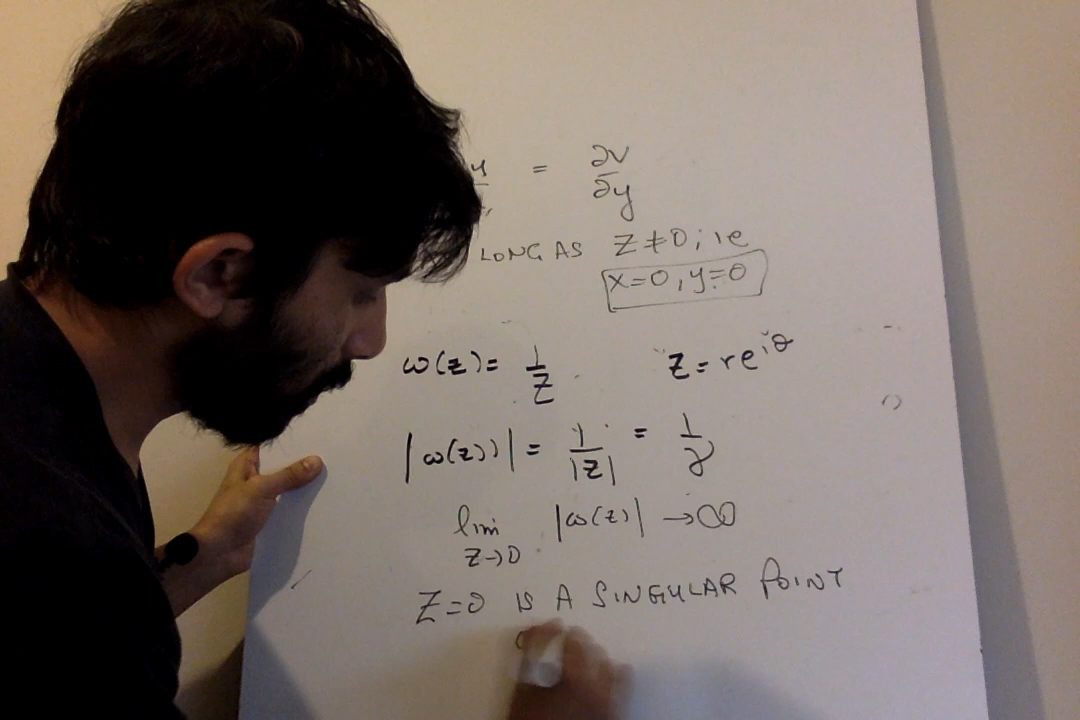 = ∂v/∂y
LONG AS Z≠0; ie
x=0, y=0
ω(z) = 1/z z = re^iθ
|ω(z)| = 1/|z| = 1/r
lim z→0 |ω(z)| → ∞
Z=0 IS A SINGULAR POINT